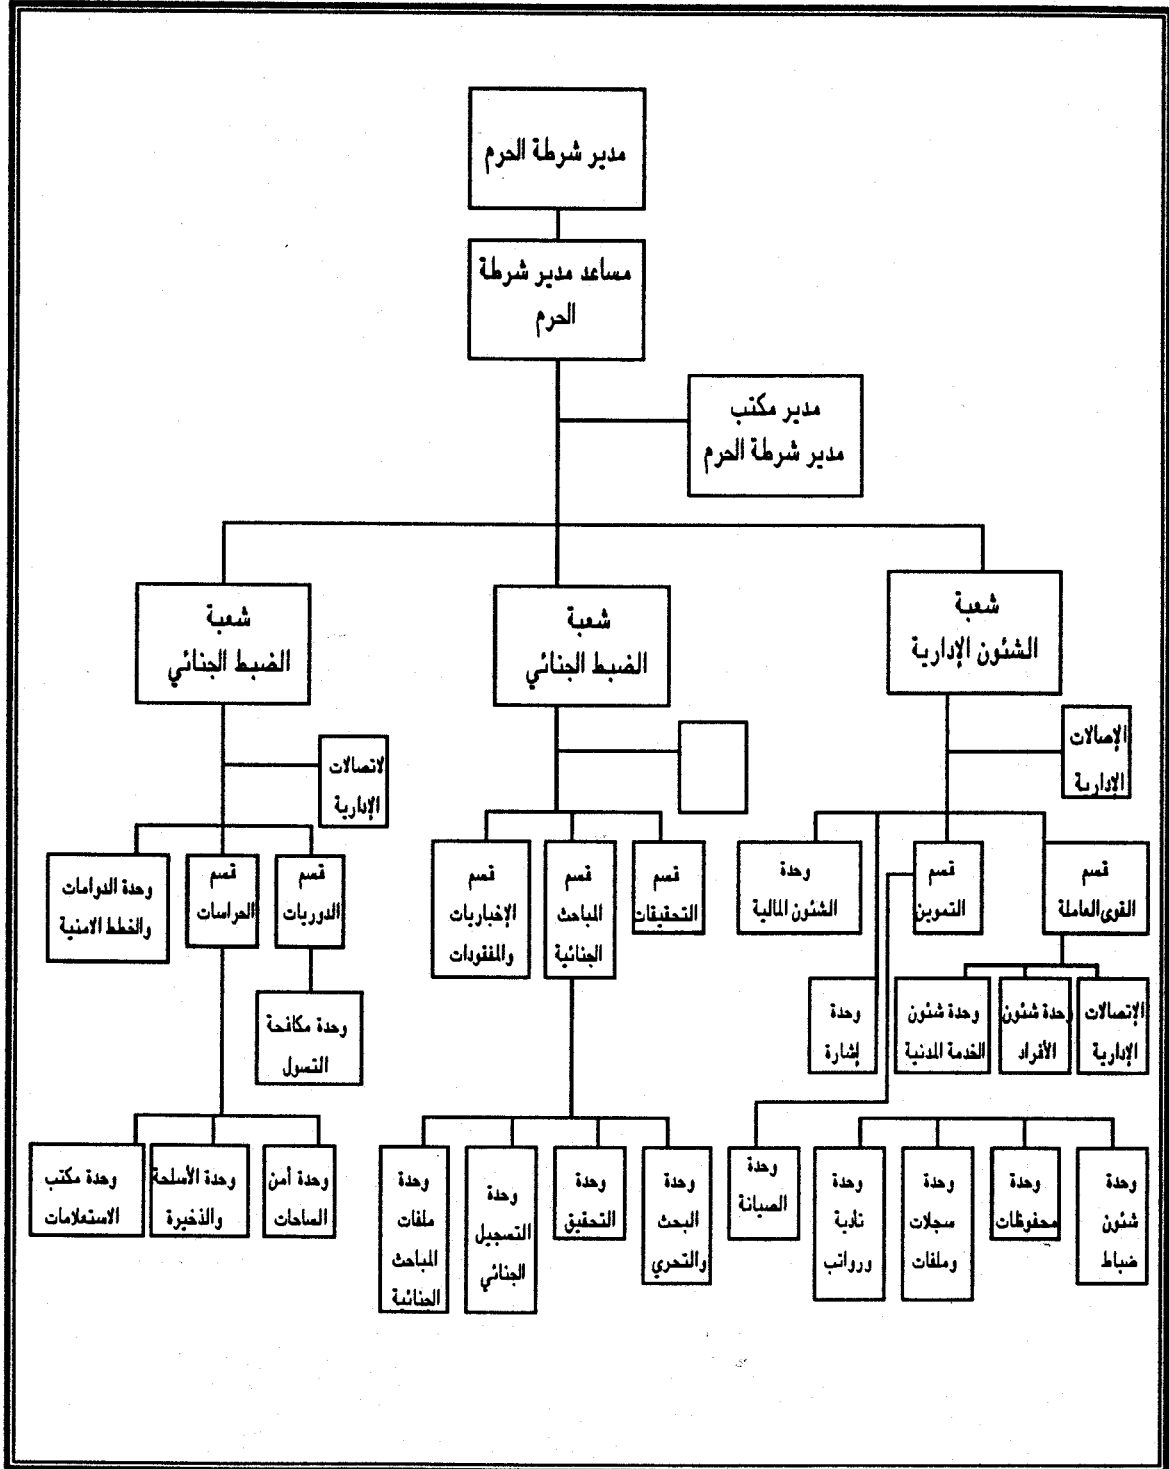 مدير شرطة الحرم
مساعد مدير شرطة
الحرم
مدير مكتب
مدير شرطة الحرم
شعبة
الشئون الإدارية
شعبة
الضبط الجنائي
شعبة
الضبط الجنائي
الإصالات
الإدارية
لاتصالات
الإدارية
قسم
القوى العاملة
قسم
التموين
وحدة
الشئون المالية
قسم
التحقيقات
قسم
المباحث
الجنائية
قسم
الإخباريات
والمفقودات
قسم
الدوريات
قسم
الحراسات
وحدة الدوامات
والخطط الامنية
الإتصالات
الإدارية
وحدة شئون
الأفراد
وحدة شئون
الخدمة المدنية
وحدة
إشارة
وحدة مكافحة
التسول
وحدة
شئون
ضباط
وحدة
محفوظات
وحدة
سجلات
وملفات
وحدة
نادية
ورواتب
وحدة
الصيانة
وحدة
البحث
والتحري
وحدة
التحقيق
وحدة
التسجيل
الجنائي
وحدة
ملفات
المباحث
الجنائية
وحدة أمن
الساحات
وحدة الأسلحة
والذخيرة
وحدة مكتب
الاستعلامات